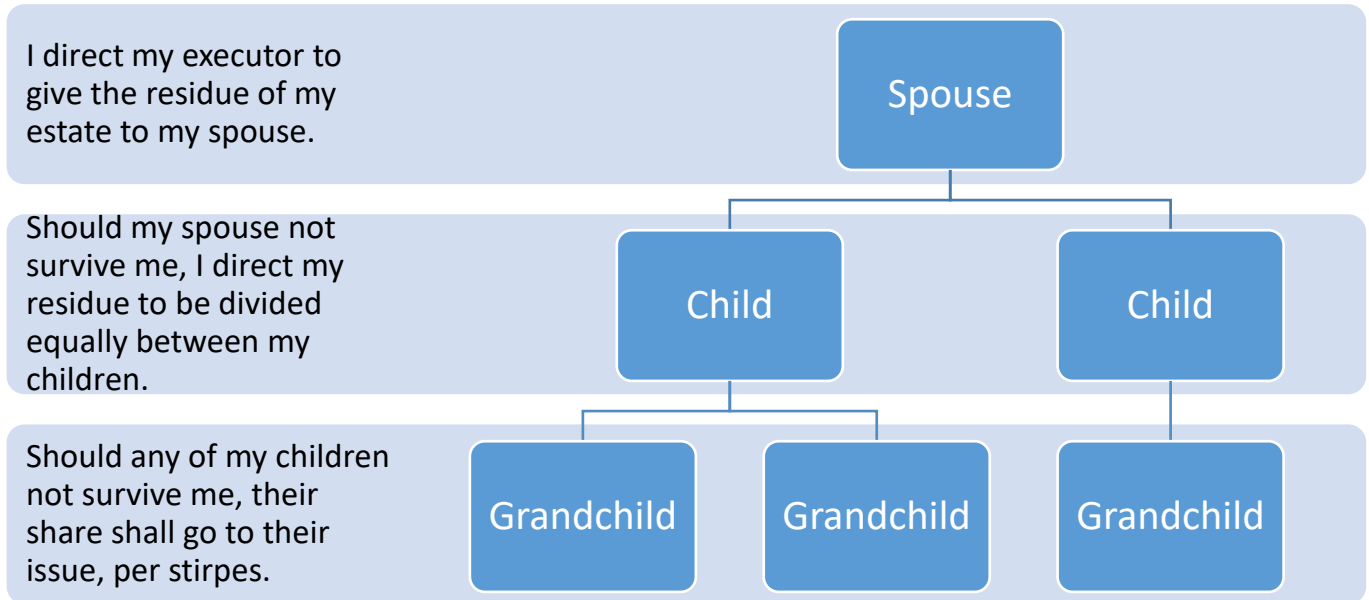 I direct my executor to
give the residue of my
estate to my spouse.
Spouse
Should my spouse not
survive me, I direct my
residue to be divided
equally between my
children.
Child
Child
Should any of my children
not survive me, their
share shall go to their
issue, per stirpes.
Grandchild
Grandchild
Grandchild